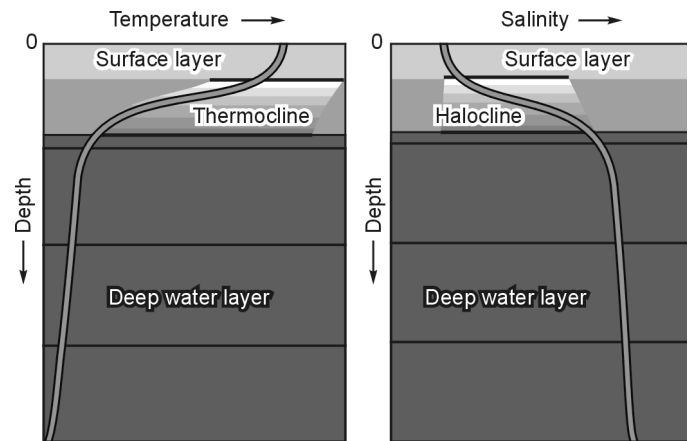 Temperature
0
Surface layer
Thermocline
Depth
Deep water layer
Salinity
0
Surface layer
Halocline
Depth
Deep water layer